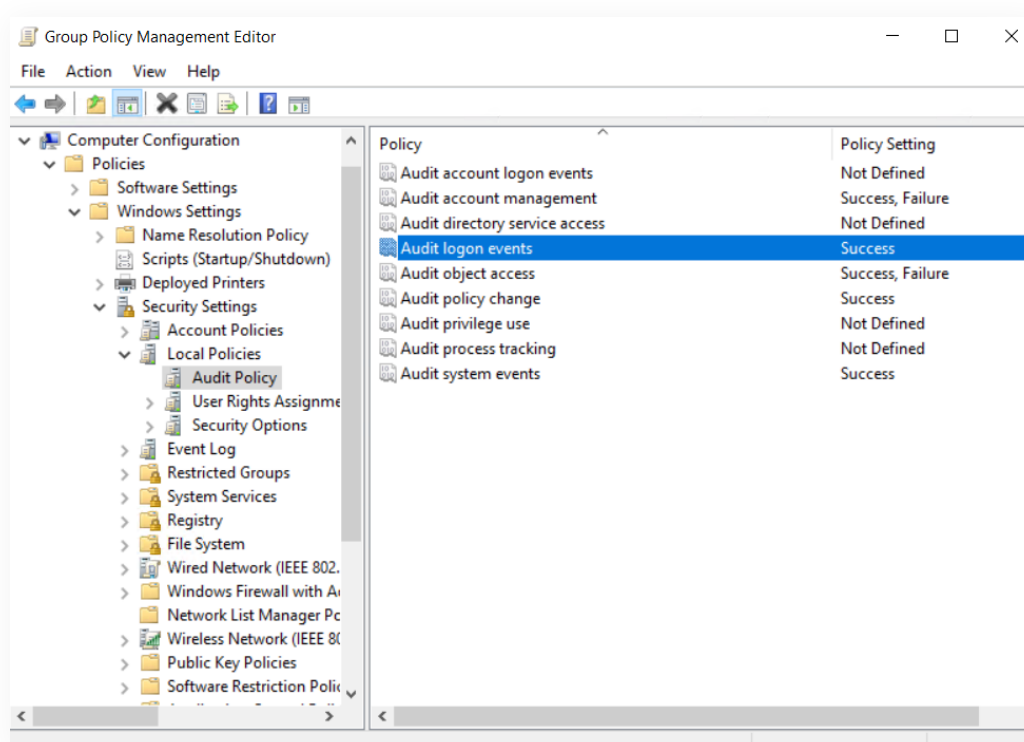 Group Policy Management Editor
File Action View Help
Computer Configuration
Policies
Software Settings
Windows Settings
Name Resolution Policy
Scripts (Startup/Shutdown)
Deployed Printers
Security Settings
Account Policies
Local Policies
Audit Policy
User Rights Assignme
Security Options
Event Log
Restricted Groups
System Services
Registry
File System
Wired Network (IEEE 802.
Windows Firewall with A
Network List Manager Po
Wireless Network (IEEE 80
Public Key Policies
Software Restriction Polic
Policy Policy Setting
Audit account logon events Not Defined
Audit account management Success, Failure
Audit directory service access Not Defined
Audit logon events Success
Audit object access Success, Failure
Audit policy change Success
Audit privilege use Not Defined
Audit process tracking Not Defined
Audit system events Success